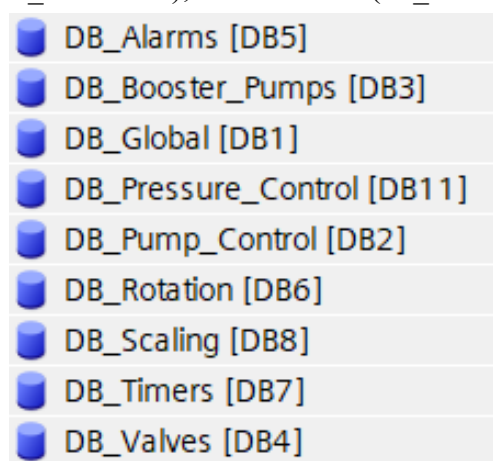 DB_Alarms [DB5]
DB_Booster_Pumps [DB3]
DB_Global [DB1]
DB_Pressure_Control [DB11]
DB_Pump_Control [DB2]
DB_Rotation [DB6]
DB_Scaling [DB8]
DB_Timers [DB7]
DB_Valves [DB4]